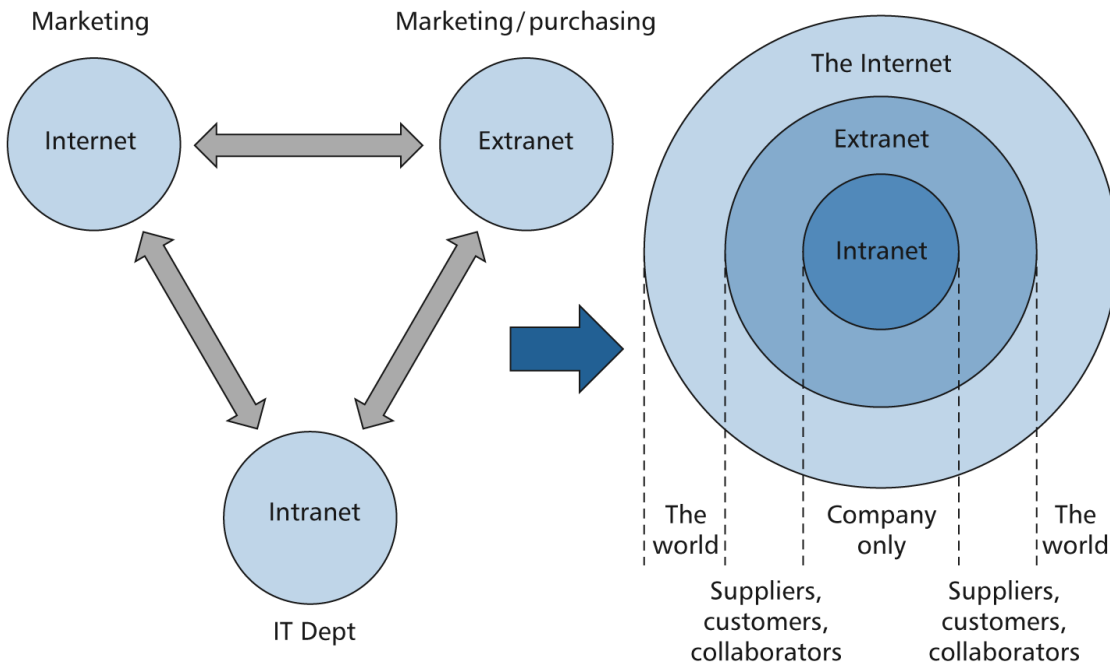 Marketing
Marketing/purchasing
Internet
Extranet
Intranet
IT Dept
The Internet
Extranet
Intranet
The
world
Company
only
The
world
Suppliers,
customers,
collaborators
Suppliers,
customers,
collaborators